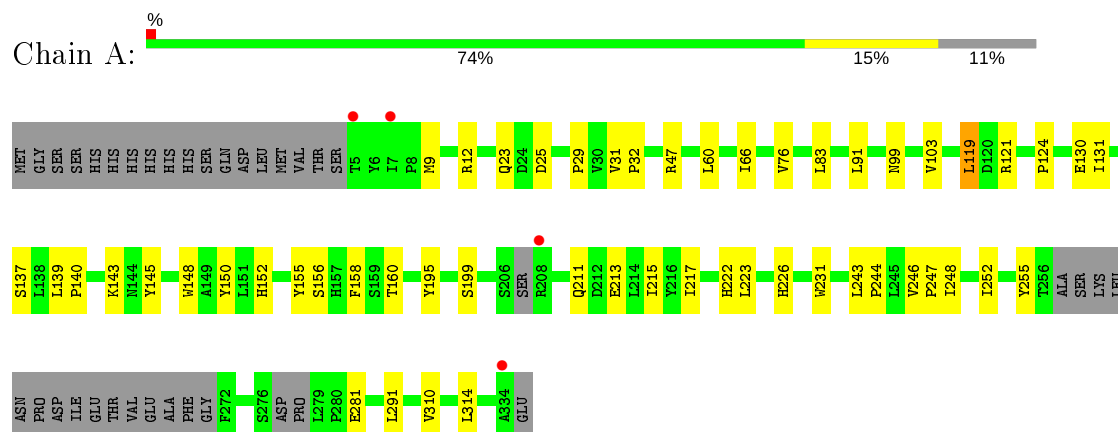 %
Chain A:
74% 15% 11%
MET GLY SER SER HIS HIS HIS HIS HIS HIS SER GLN ASP LEU MET VAL THR SER T5 Y6 I7 P8 M9 R12 Q23 D24 D25 P29 V30 V31 P32 R47 L60 I66 V76 L83 L91 N99 V103 L119 D120 R121 P124 E130 I131
S137 L138 L139 P140 K143 N144 Y145 W148 A149 Y150 L151 H152 Y155 S156 H157 F158 S159 T160 Y195 S199 S206 SER R208 Q211 D212 E213 L214 I215 Y216 I217 H222 L223 H226 W231 L243 P244 L245 V246 P247 I248 I252 Y255 T256 ALA SER LYS LEU
ASN PRO ASP ILE GLU THR VAL GLU ALA PHE GLY F272 S276 ASP PRO L279 P280 E281 L291 V310 L314 A334 GLU